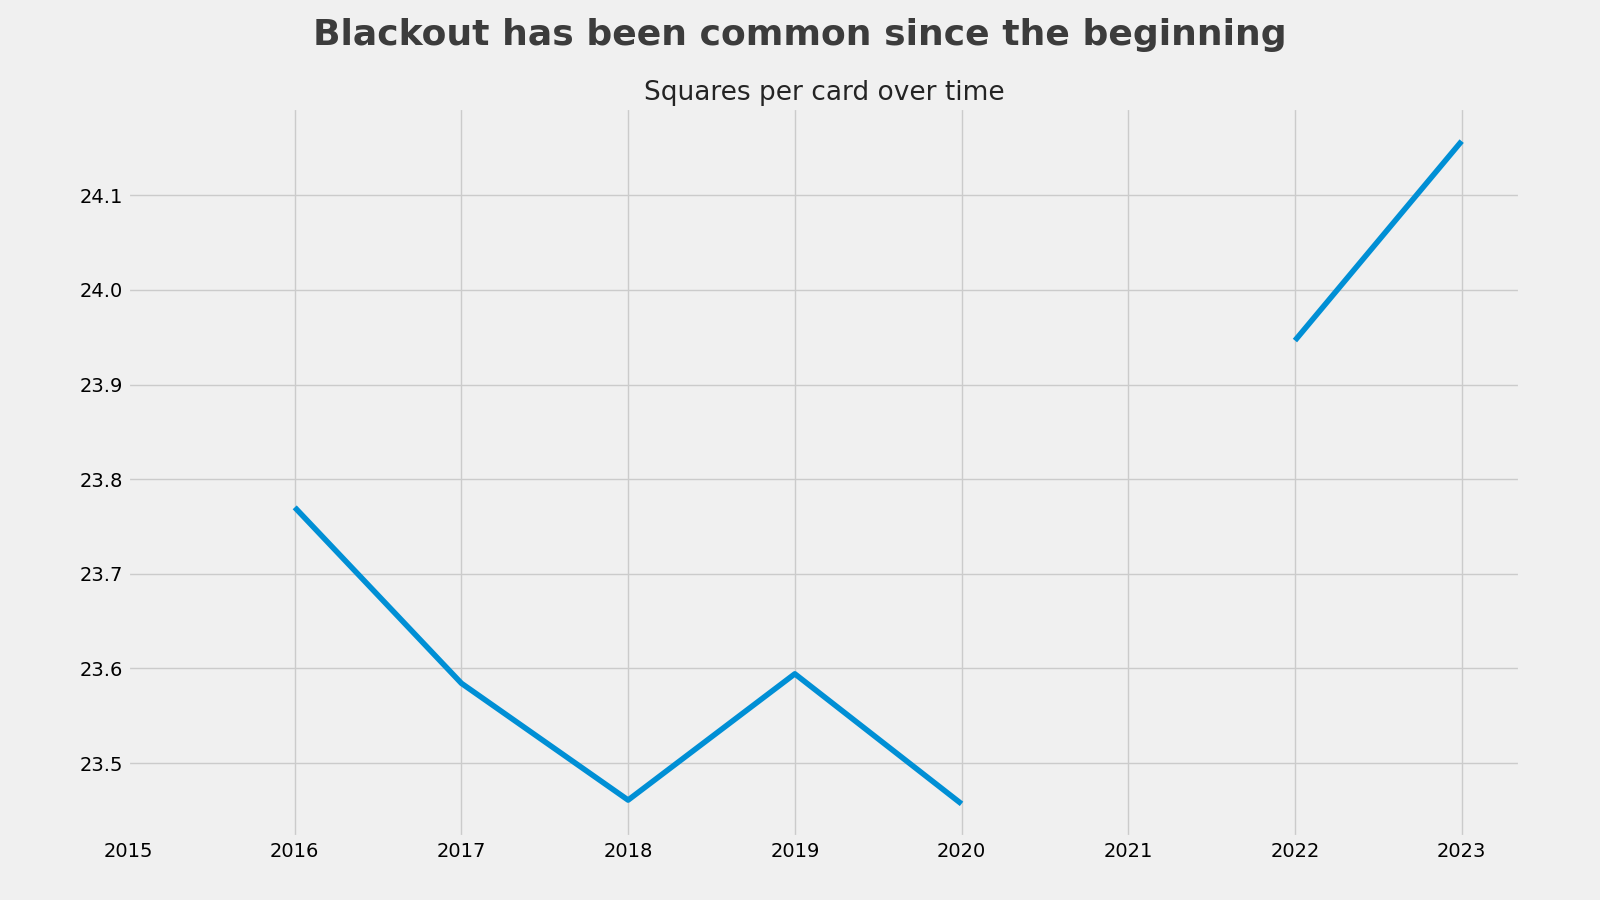 Blackout has been common since the beginning
Squares per card over time
24.1
24.0
23.9
23.8
23.7
23.6
23.5
2015 2016 2017 2018 2019 2020 2021 2022 2023